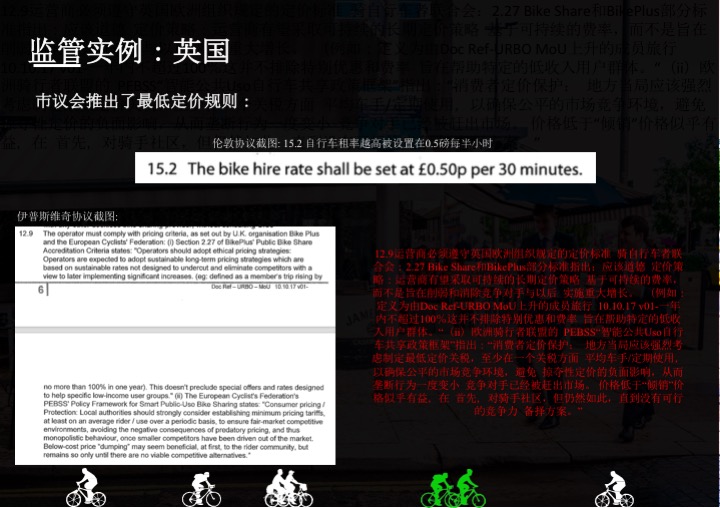 监管实例：英国
市议会推出了最低定价规则：
伦敦协议截图: 15.2 自行车租率越高被设置在0.5磅每半小时
15.2 The bike hire rate shall be set at £0.50p per 30 minutes.
伊普斯维奇协议截图:
12.9 The operator must comply with pricing criteria, as set out by U.K. organisation Bike Plus
and the European Cyclists' Federation: (i) Section 2.27 of BikePlus' Public Bike Share
Accreditation Criteria states: "Operators should adopt ethical pricing strategies:
Operators are expected to adopt sustainable long-term pricing strategies which are
based on sustainable rates not designed to undercut and eliminate competitors with a
view to later implementing significant increases. (eg: defined as a member's trip rising by
6 Doc Ref – URBO – MoU 10.10.17 v01-
no more than 100% in one year). This doesn't preclude special offers and rates designed
to help specific low-income user groups." (ii) The European Cyclist's Federation's
PEBSS' Policy Framework for Smart Public-Use Bike Sharing states: "Consumer pricing /
Protection: Local authorities should strongly consider establishing minimum pricing tariffs,
at least on an average rider / use over a periodic basis, to ensure fair-market competitive
environments, avoiding the negative consequences of predatory pricing, and thus
monopolistic behaviour, once smaller competitors have been driven out of the market.
Below-cost price "dumping" may seem beneficial, at first, to the rider community, but
remains so only until there are no viable competitive alternatives."
12.9运营商必须遵守英国欧洲组织规定的定价标准 骑自行车者联
合会：2.27 Bike Share和BikePlus部分标准指出：应该道德 定价策
略：运营商有望采取可持续的长期定价策略 基于可持续的费率，
而不是旨在削弱和消除竞争对手与以后 实施重大增长。 （例如：
定义为由Doc Ref-URBO MoU上升的成员旅行 10.10.17 v01-一年
内不超过100％这并不排除特别优惠和费率 旨在帮助特定的低收
入用户群体。“（ii）欧洲骑行者联盟的 PEBSS“智能公共Uso自行
车共享政策框架”指出：“消费者定价保护： 地方当局应该强烈考
虑制定最低定价关税，至少在一个关税方面 平均车手/定期使用，
以确保公平的市场竞争环境，避免 掠夺性定价的负面影响，从而
垄断行为一度变小 竞争对手已经被赶出市场。 价格低于“倾销”价
格似乎有益，在 首先，对骑手社区，但仍然如此，直到没有可行
的竞争力 备择方案。”